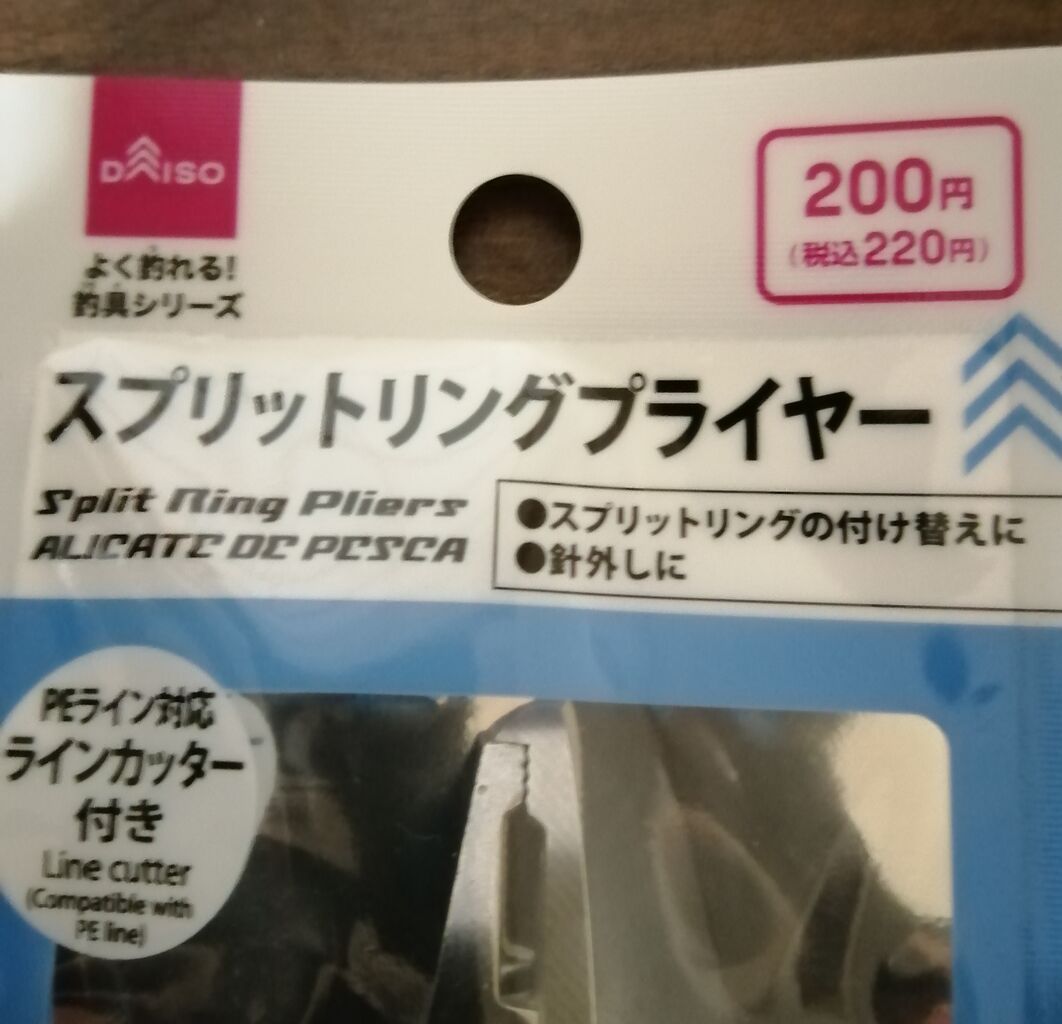 DAISO
よく釣れる!
釣具シリーズ
200円
(税込220円)
スプリットリングプライヤー
Split Ring Pliers
ALICATE DE PESCA
●スプリットリングの付け替えに
●針外しに
PEライン対応
ラインカッター
付き
Line cutter
(Compatible with
PE line)